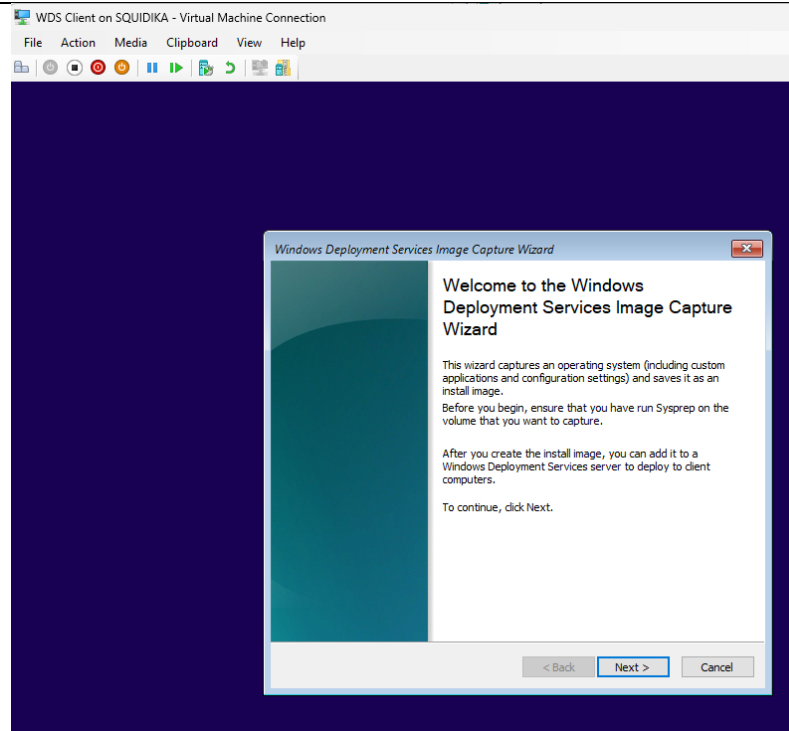 WDS Client on SQUIDIKA - Virtual Machine Connection
File Action Media Clipboard View Help
Windows Deployment Services Image Capture Wizard
Welcome to the Windows
Deployment Services Image Capture
Wizard
This wizard captures an operating system (including custom
applications and configuration settings) and saves it as an
install image.
Before you begin, ensure that you have run Sysprep on the
volume that you want to capture.
After you create the install image, you can add it to a
Windows Deployment Services server to deploy to client
computers.
To continue, click Next.
< Back Next > Cancel